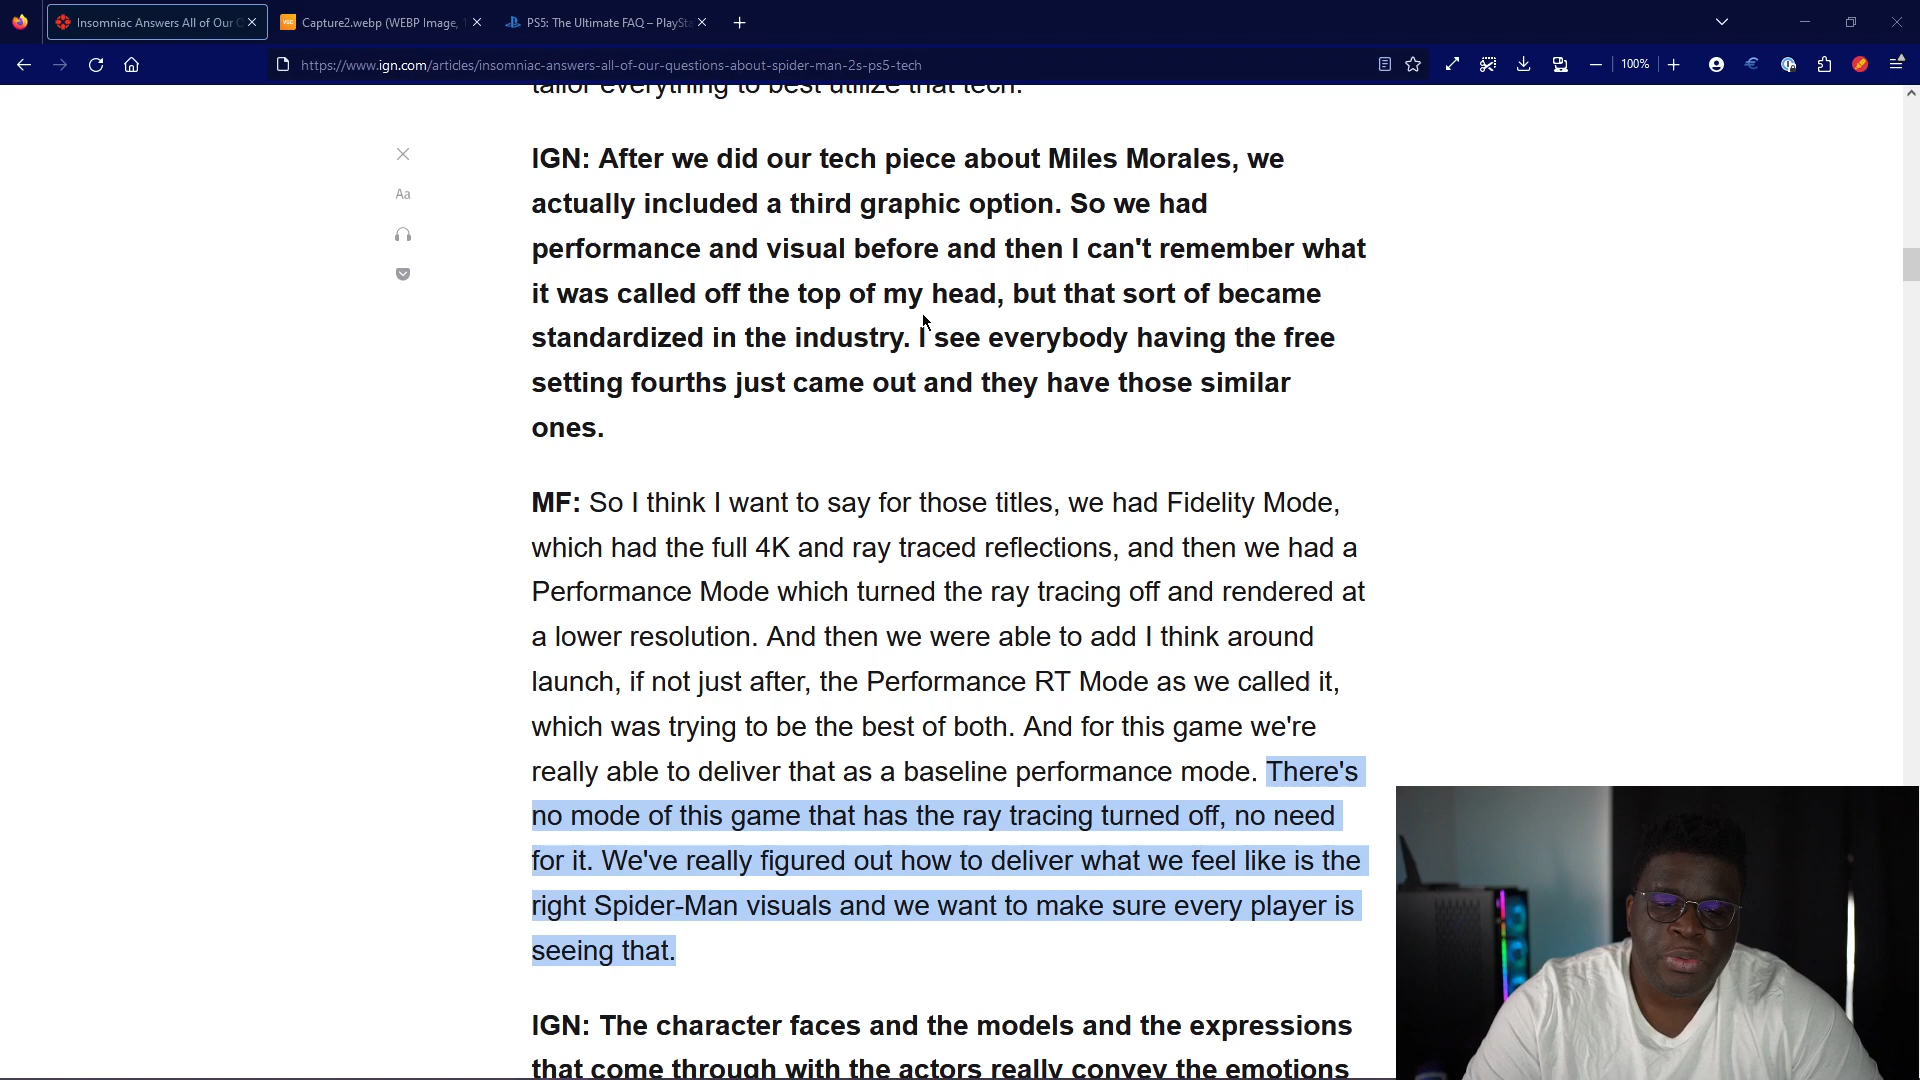 Insomniac Answers All of Our
Capture2.webp (WEBP Image,
PS5: The Ultimate FAQ – PlaySta
https://www.ign.com/articles/insomniac-answers-all-of-our-questions-about-spider-man-2s-ps5-tech
100%
tailor everything to best utilize that tech.
Aa
IGN: After we did our tech piece about Miles Morales, we
actually included a third graphic option. So we had
performance and visual before and then I can't remember what
it was called off the top of my head, but that sort of became
standardized in the industry. I see everybody having the free
setting fourths just came out and they have those similar
ones.
MF: So I think I want to say for those titles, we had Fidelity Mode,
which had the full 4K and ray traced reflections, and then we had a
Performance Mode which turned the ray tracing off and rendered at
a lower resolution. And then we were able to add I think around
launch, if not just after, the Performance RT Mode as we called it,
which was trying to be the best of both. And for this game we're
really able to deliver that as a baseline performance mode. There's
no mode of this game that has the ray tracing turned off, no need
for it. We've really figured out how to deliver what we feel like is the
right Spider-Man visuals and we want to make sure every player is
seeing that.
IGN: The character faces and the models and the expressions
that come through with the actors really convey the emotions